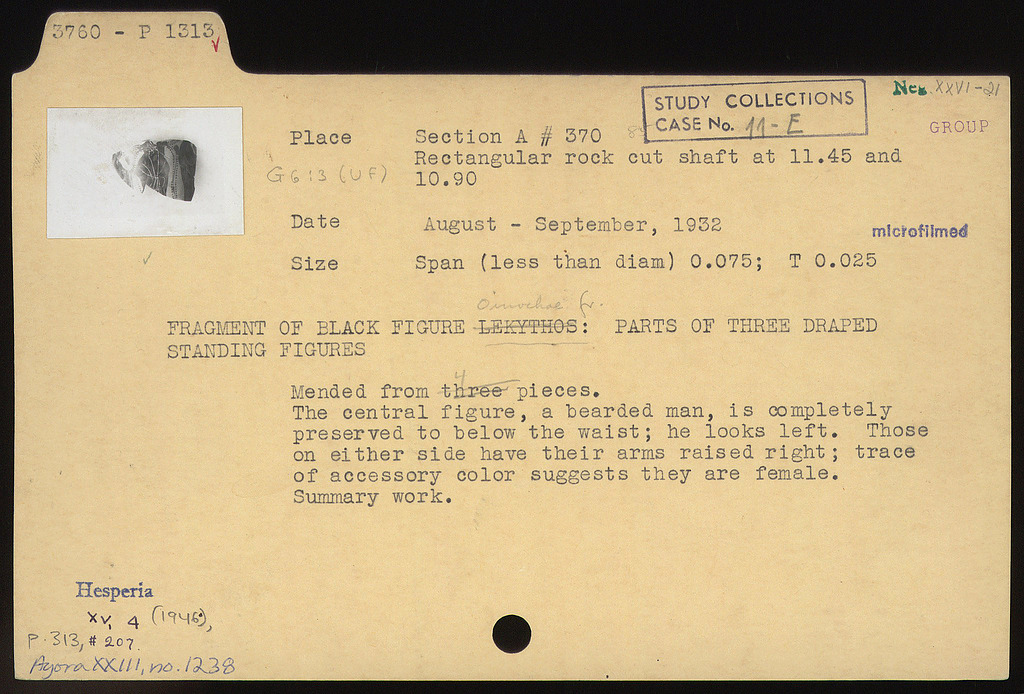 3760 - P 1313
Neg. XXVI-21
STUDY COLLECTIONS
CASE No. 11-E
GROUP
Place Section A # 370
Rectangular rock cut shaft at 11.45 and
G 6:3 (UF) 10.90
Date August - September, 1932
microfilmed
Size Span (less than diam) 0.075; T 0.025
Oinochoe fr.
FRAGMENT OF BLACK FIGURE LEKYTHOS: PARTS OF THREE DRAPED
STANDING FIGURES
4
Mended from three pieces.
The central figure, a bearded man, is completely
preserved to below the waist; he looks left. Those
on either side have their arms raised right; trace
of accessory color suggests they are female.
Summary work.
Hesperia
XV, 4 (1946),
P. 313, # 207.
Agora XXIII, no. 1238